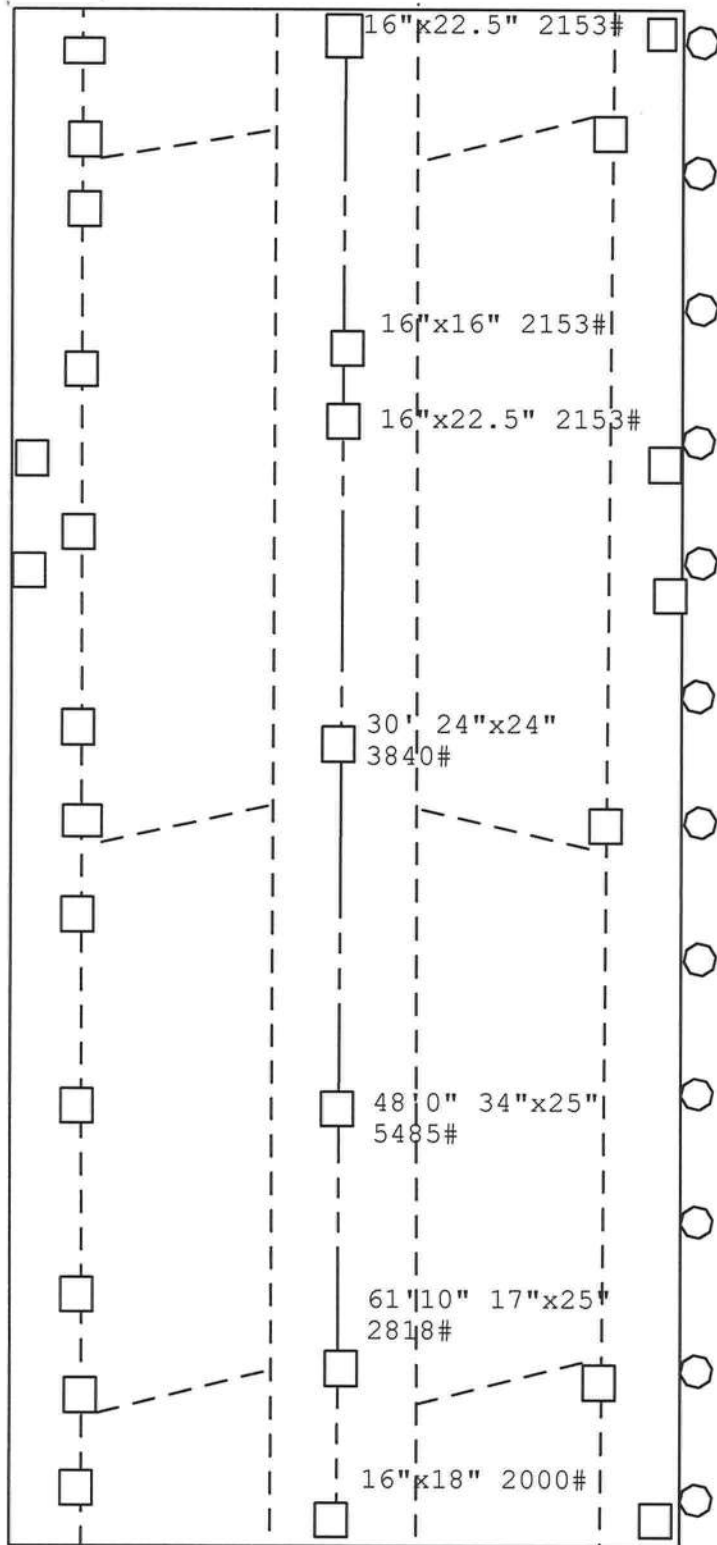 16"x22.5" 2153#
16"x16" 2153#
16"x22.5" 2153#
30' 24"x24"
3840#
48'0" 34"x25"
5485#
61'10" 17"x25"
2818#
16"x18" 2000#